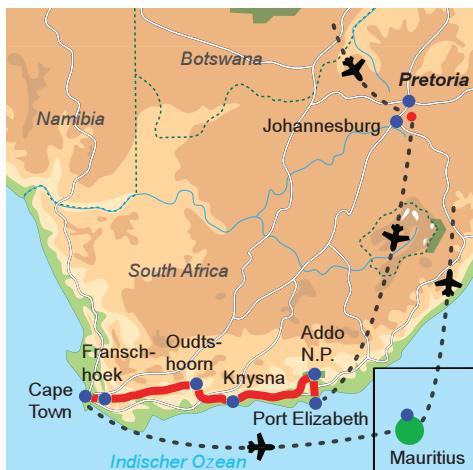 Botswana
Pretoria
Namibia
Johannesburg
South Africa
Fransch-
hoek
Oudts-
hoorn
Addo
N.P.
Knysna
Cape
Town
Port Elizabeth
Mauritius
Indischer Ozean